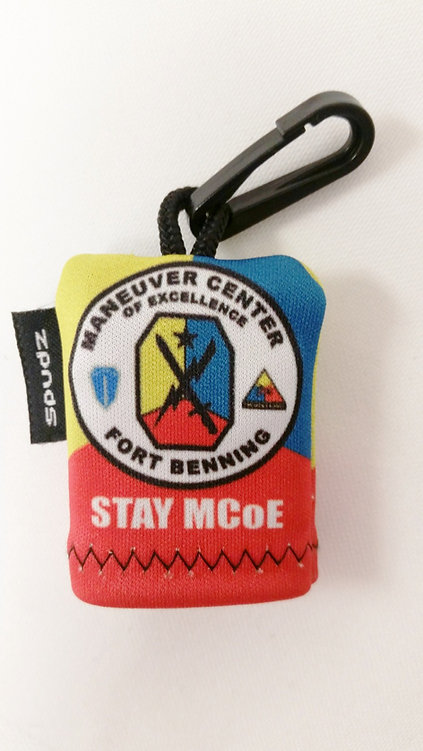 MANEUVER CENTER
OF EXCELLENCE
FORT BENNING
STAY MCoE
spudz